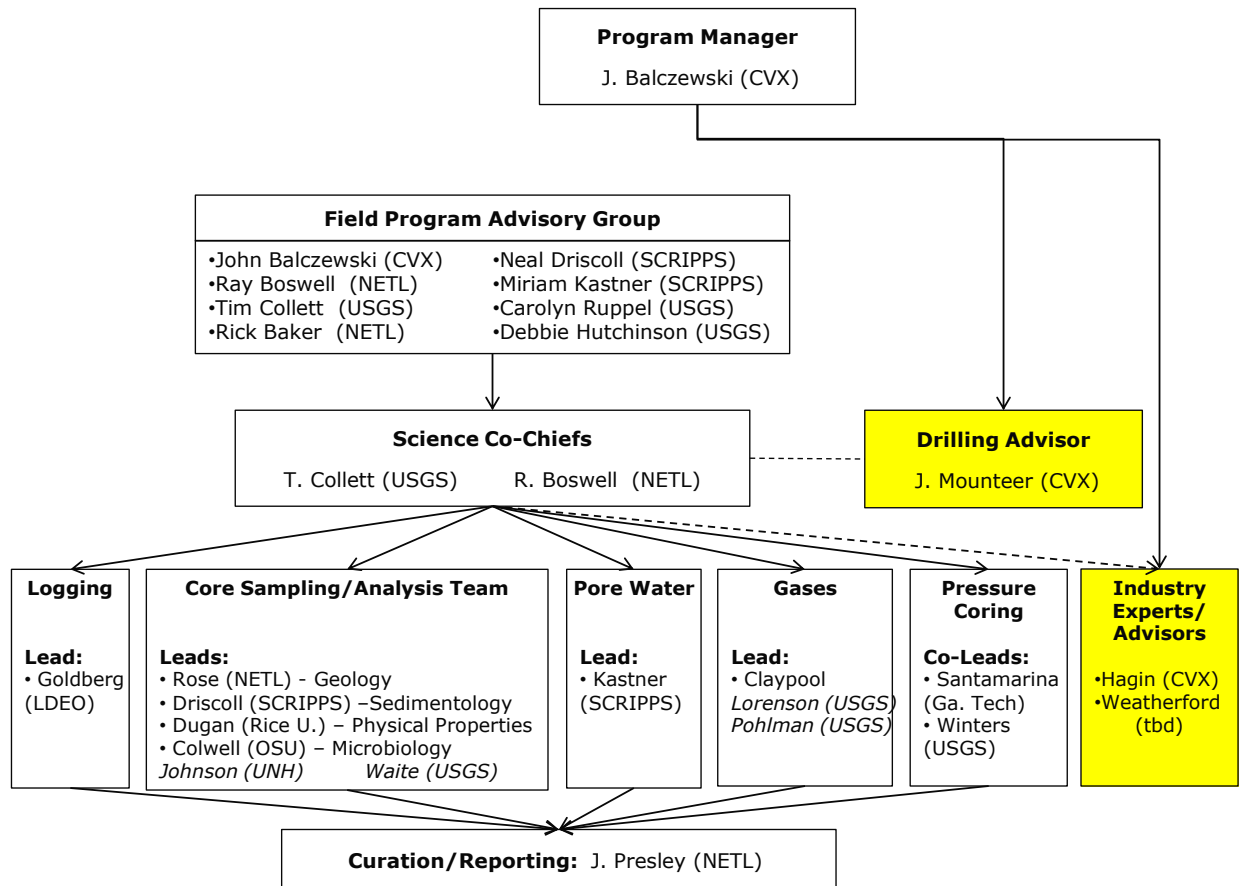 Program Manager
J. Balczewski (CVX)
Field Program Advisory Group
•John Balczewski (CVX)
•Ray Boswell (NETL)
•Tim Collett (USGS)
•Rick Baker (NETL)
•Neal Driscoll (SCRIPPS)
•Miriam Kastner (SCRIPPS)
•Carolyn Ruppel (USGS)
•Debbie Hutchinson (USGS)
Science Co-Chiefs
T. Collett (USGS) R. Boswell (NETL)
Drilling Advisor
J. Mounteer (CVX)
Logging
Lead:
• Goldberg
(LDEO)
Core Sampling/Analysis Team
Leads:
• Rose (NETL) - Geology
• Driscoll (SCRIPPS) –Sedimentology
• Dugan (Rice U.) – Physical Properties
• Colwell (OSU) – Microbiology
Johnson (UNH) Waite (USGS)
Pore Water
Lead:
• Kastner
(SCRIPPS)
Gases
Lead:
• Claypool
Lorenson (USGS)
Pohlman (USGS)
Pressure
Coring
Co-Leads:
• Santamarina
(Ga. Tech)
• Winters
(USGS)
Industry
Experts/
Advisors
•Hagin (CVX)
•Weatherford
(tbd)
Curation/Reporting: J. Presley (NETL)